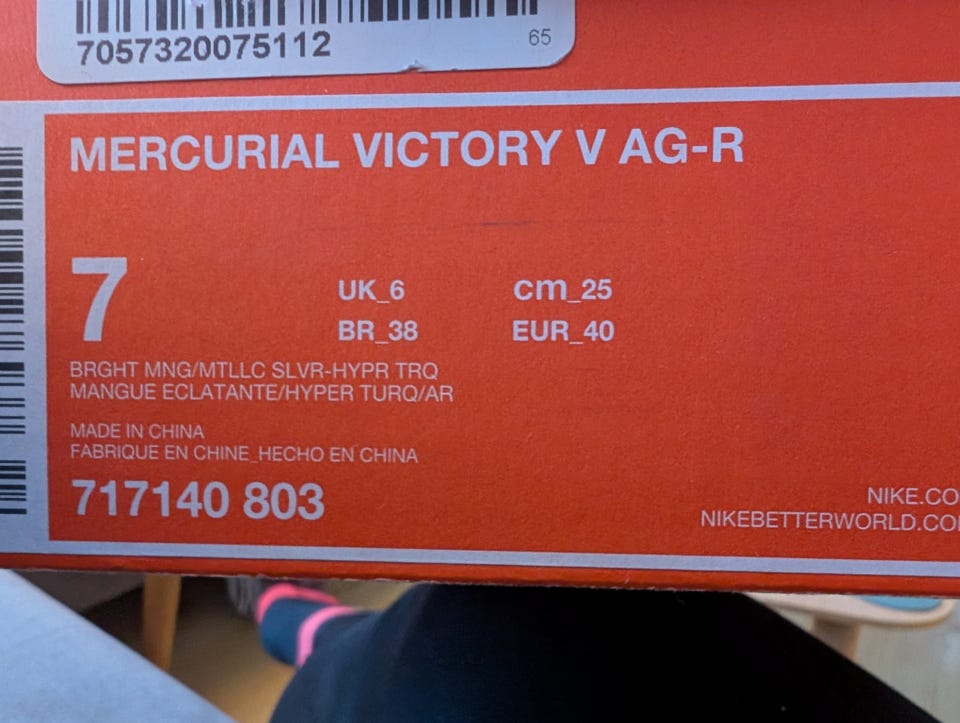 7057320075112
65
MERCURIAL VICTORY V AG-R
7
UK_6 cm_25
BR_38 EUR_40
BRGHT MNG/MTLLC SLVR-HYPR TRQ
MANGUE ECLATANTE/HYPER TURQ/AR
MADE IN CHINA
FABRIQUE EN CHINE_HECHO EN CHINA
717140 803
NIKE.CO
NIKEBETTERWORLD.CO